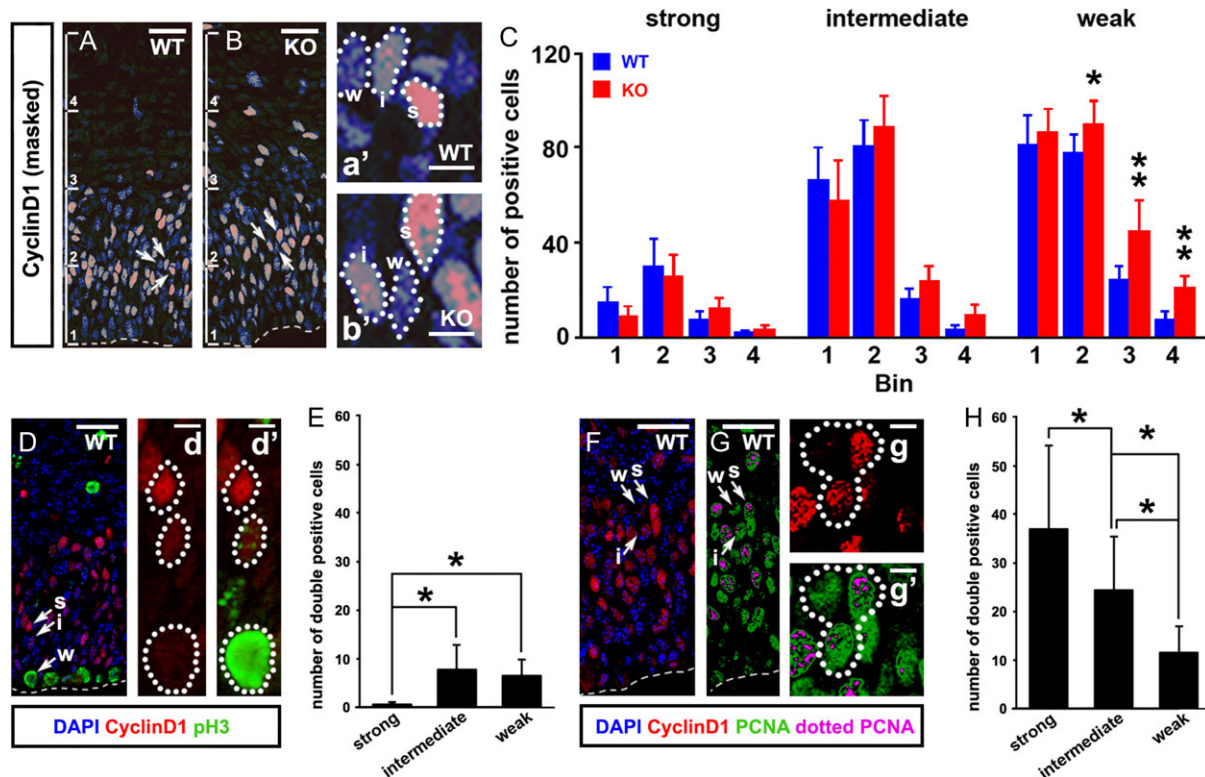 CyclinD1 (masked)
A
WT
4
3
2
1
B
KO
4
3
2
1
w
i
s
a’
WT
s
i
w
b’
KO
C
strong
intermediate
weak
WT
KO
number of positive cells
120
80
40
0
*
*
*
*
*
1 2 3 4
1 2 3 4
1 2 3 4
Bin
D
WT
s
i
w
d
d’
DAPI CyclinD1 pH3
E
number of double positive cells
60
50
40
30
20
10
0
*
*
strong
intermediate
weak
F
WT
w
s
i
G
WT
w
s
i
g
g’
DAPI CyclinD1 PCNA dotted PCNA
H
number of double positive cells
60
50
40
30
20
10
0
*
*
*
strong
intermediate
weak